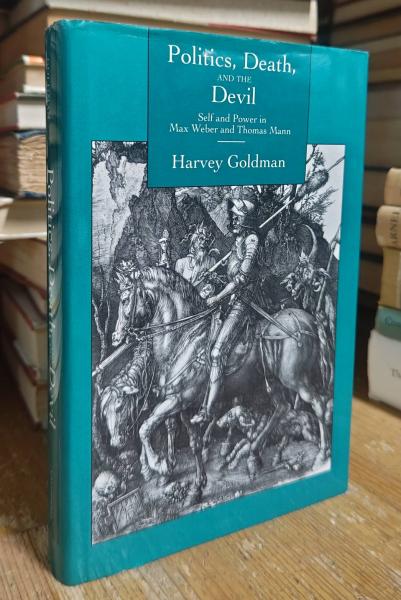 Politics, Death,
AND THE
Devil
Self and Power in
Max Weber and Thomas Mann
Harvey Goldman
Politics, Death, AND THE Devil